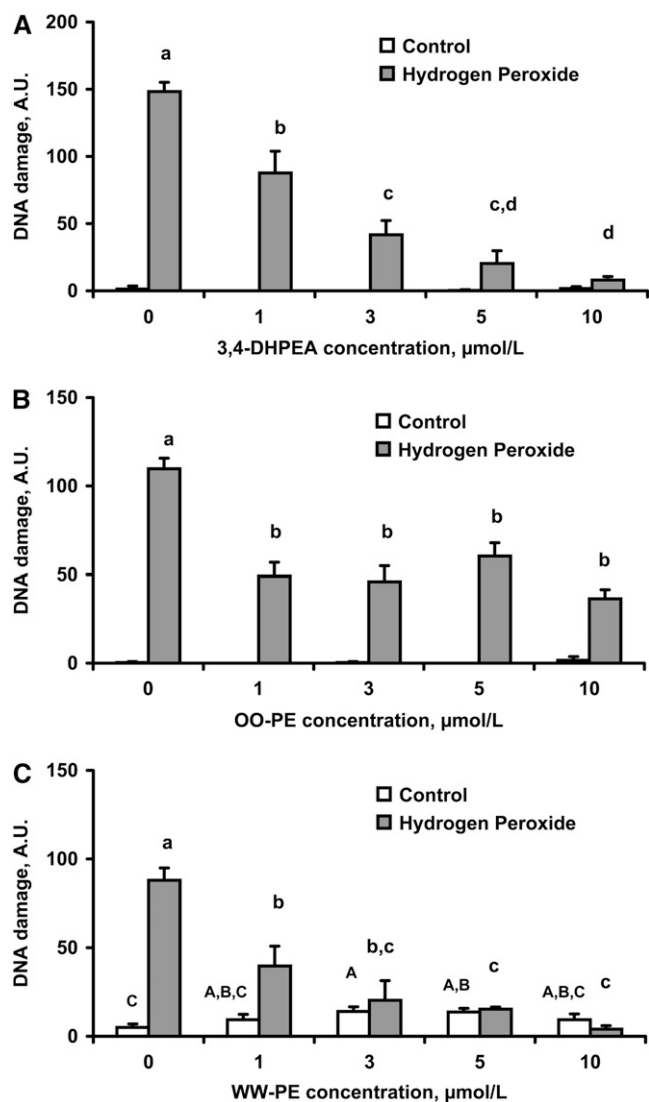 A
200
150
100
50
0
DNA damage, A.U.
Control
Hydrogen Peroxide
a
b
c
c,d
d
0 1 3 5 10
3,4-DHPEA concentration, µmol/L
B
150
100
50
0
DNA damage, A.U.
Control
Hydrogen Peroxide
a
b
b
b
b
0 1 3 5 10
OO-PE concentration, µmol/L
C
150
100
50
0
DNA damage, A.U.
Control
Hydrogen Peroxide
C
a
A,B,C
b
A
b,c
A,B
c
A,B,C
c
0 1 3 5 10
WW-PE concentration, µmol/L